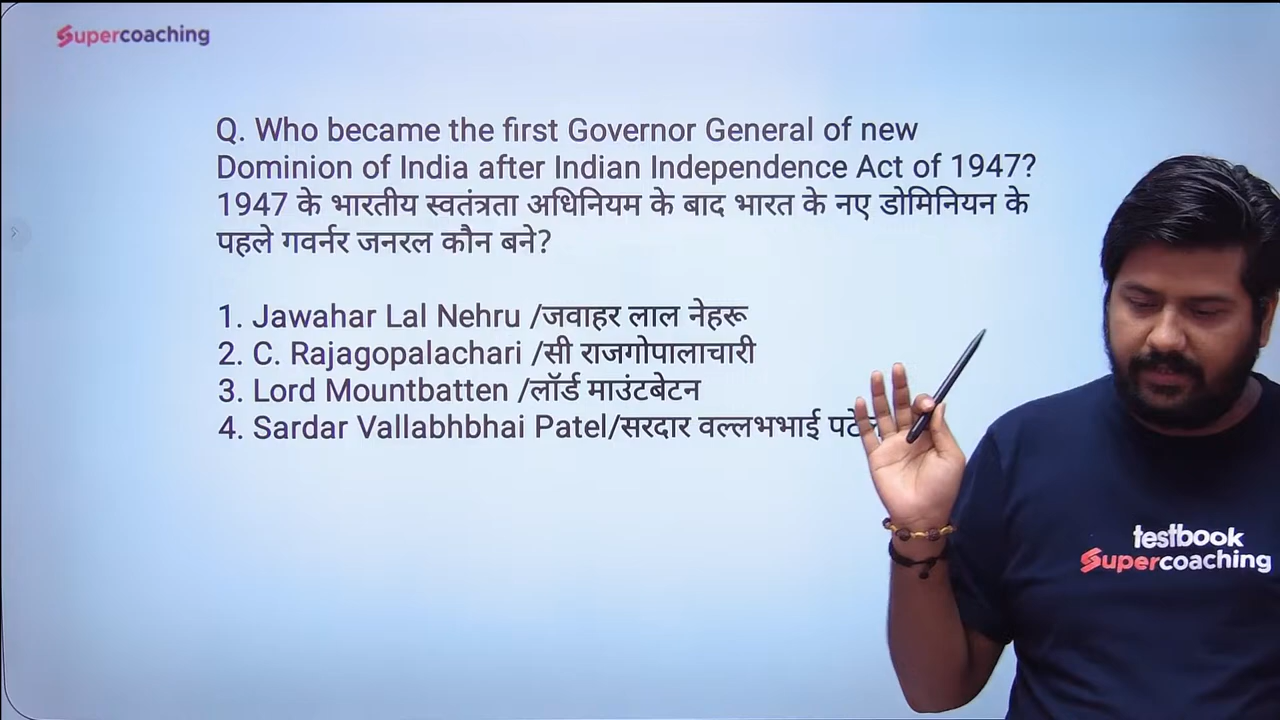 Supercoaching
Q. Who became the first Governor General of new
Dominion of India after Indian Independence Act of 1947?
1947 के भारतीय स्वतंत्रता अधिनियम के बाद भारत के नए डोमिनियन के
पहले गवर्नर जनरल कौन बने?
1. Jawahar Lal Nehru /जवाहर लाल नेहरू
2. C. Rajagopalachari /सी राजगोपालाचारी
3. Lord Mountbatten /लॉर्ड माउंटबेटन
4. Sardar Vallabhbhai Patel/सरदार वल्लभभाई
testbook
Supercoaching